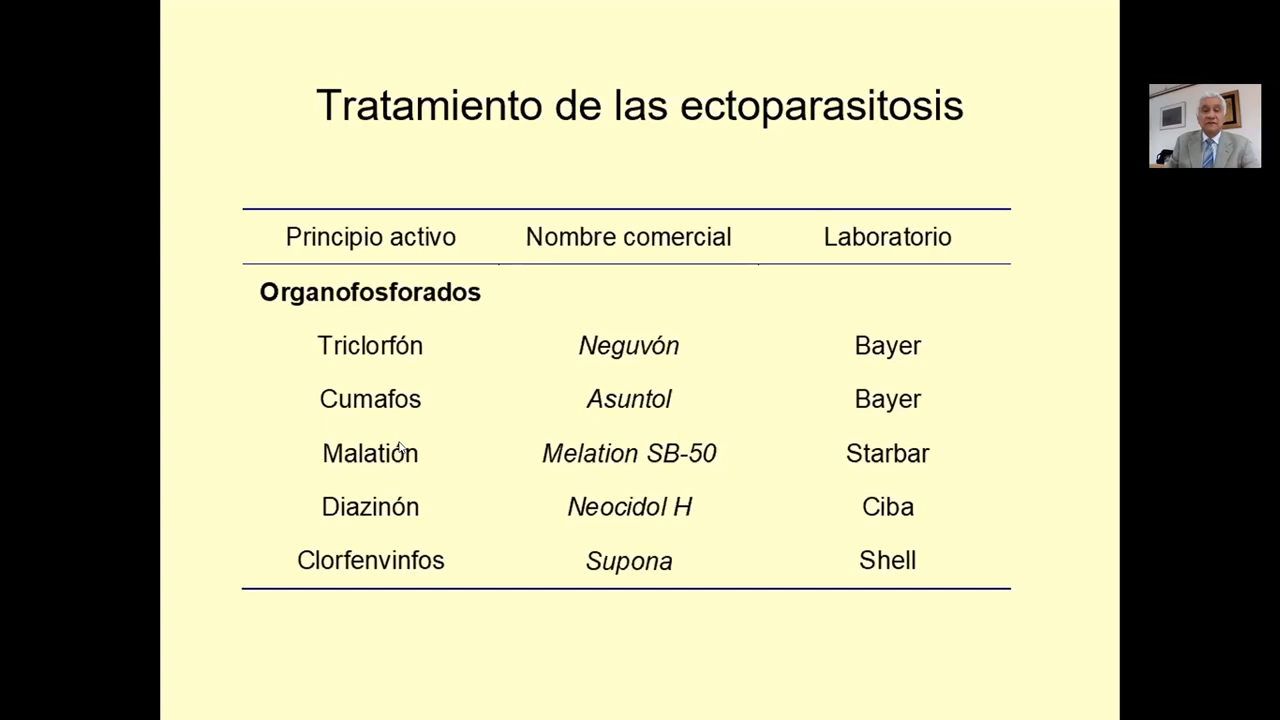 Tratamiento de las ectoparasitosis
Principio activo Nombre comercial Laboratorio
Organofosforados
Triclorfón Neguvón Bayer
Cumafos Asuntol Bayer
Malatión Melation SB-50 Starbar
Diazinón Neocidol H Ciba
Clorfenvinfos Supona Shell